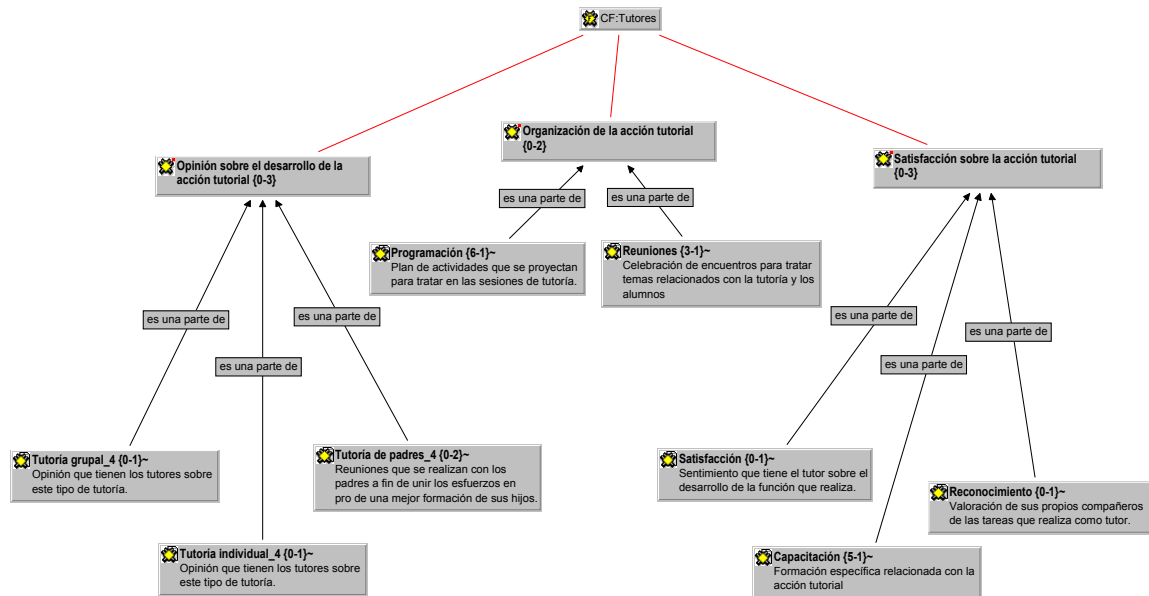 CF:Tutores
Organización de la acción tutorial
{0-2}
Opinión sobre el desarrollo de la
acción tutorial {0-3}
Satisfacción sobre la acción tutorial
{0-3}
es una parte de
es una parte de
Programación {6-1}~
Plan de actividades que se proyectan
para tratar en las sesiones de tutoría.
Reuniones {3-1}~
Celebración de encuentros para tratar
temas relacionados con la tutoría y los
alumnos
es una parte de
es una parte de
es una parte de
es una parte de
es una parte de
es una parte de
Tutoría grupal_4 {0-1}~
Opinión que tienen los tutores sobre
este tipo de tutoría.
Tutoría de padres_4 {0-2}~
Reuniones que se realizan con los
padres a fin de unir los esfuerzos en
pro de una mejor formación de sus hijos.
Satisfacción {0-1}~
Sentimiento que tiene el tutor sobre el
desarrollo de la función que realiza.
Reconocimiento {0-1}~
Valoración de sus propios compañeros
de las tareas que realiza como tutor.
Tutoría individual_4 {0-1}~
Opinión que tienen los tutores sobre
este tipo de tutoría.
Capacitación {5-1}~
Formación específica relacionada con la
acción tutorial